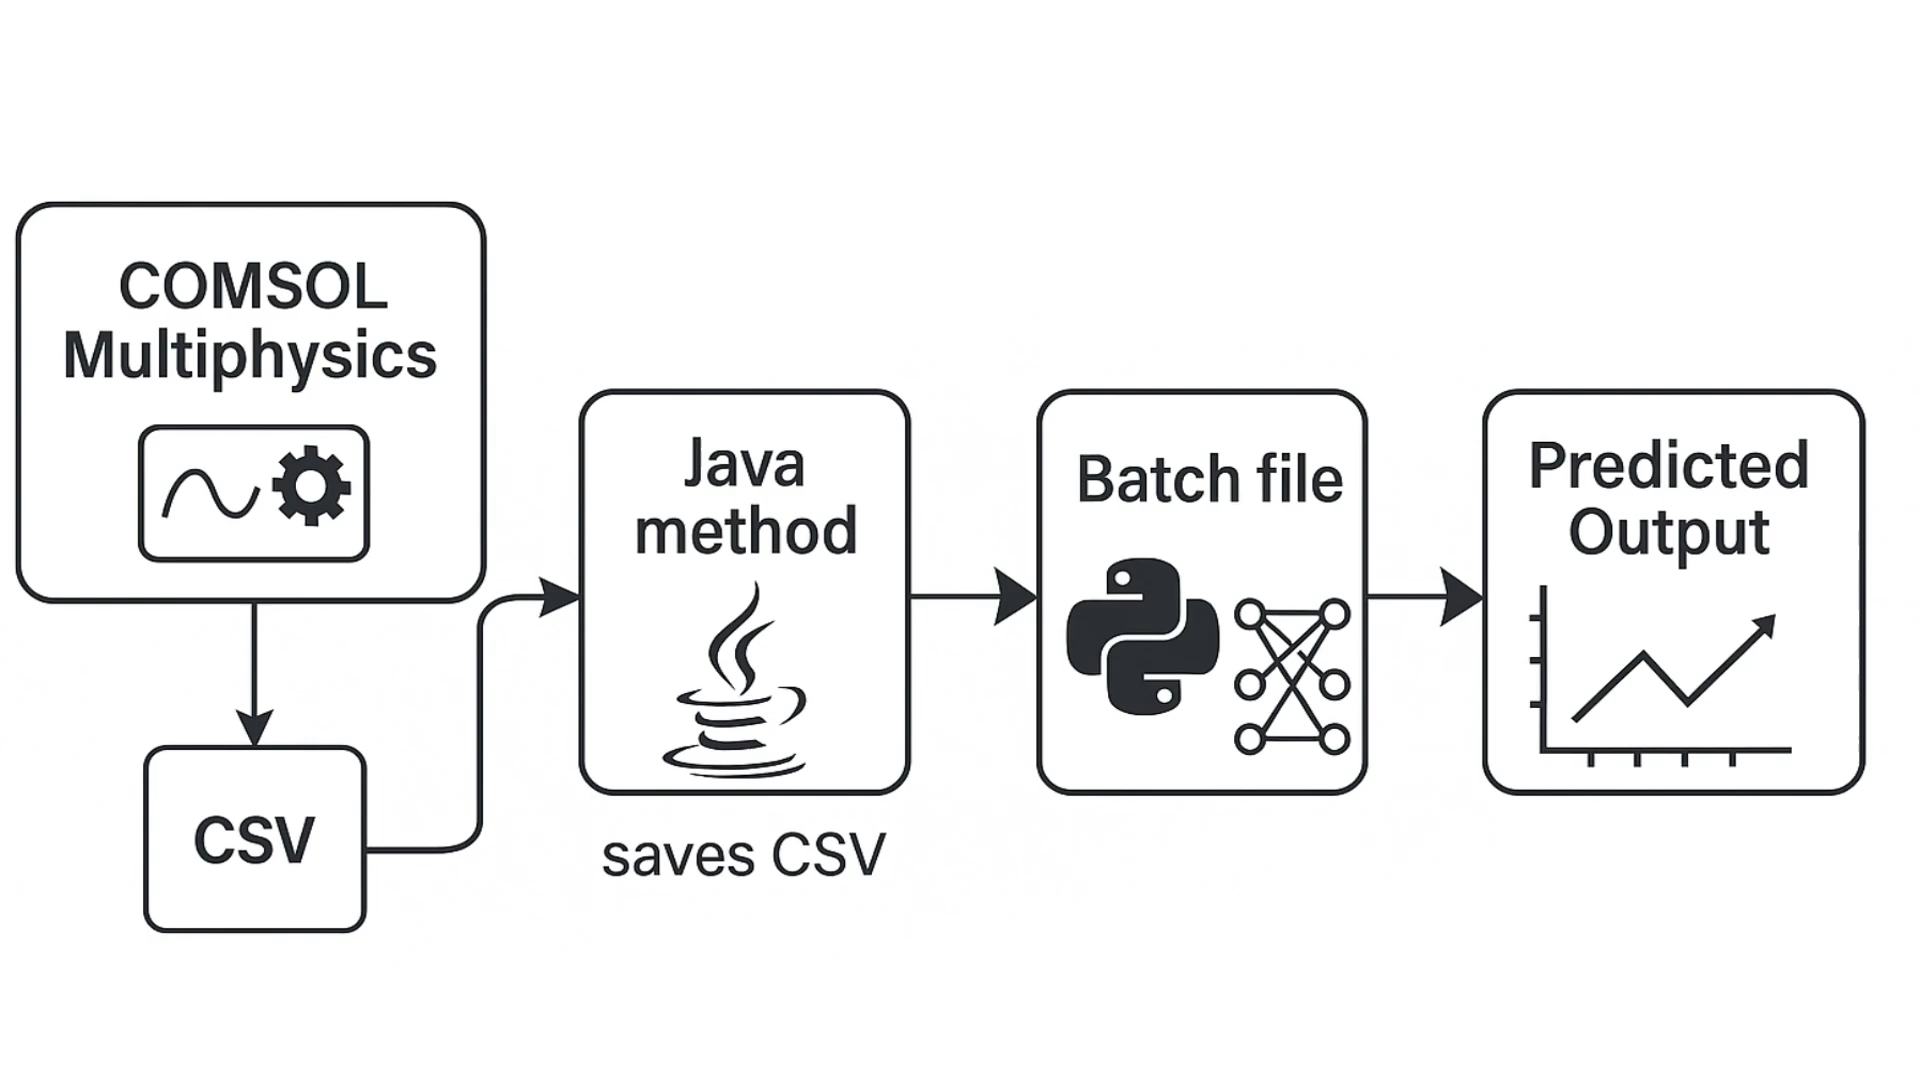 COMSOL
Multiphysics
CSV
Java
method
saves CSV
Batch file
Predicted
Output